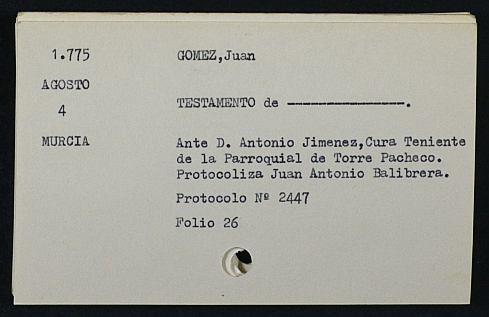 1.775 GOMEZ,Juan
AGOSTO
4 TESTAMENTO de ----------------.
MURCIA Ante D. Antonio Jimenez,Cura Teniente
de la Parroquial de Torre Pacheco.
Protocoliza Juan Antonio Balibrera.
Protocolo Nº 2447
Folio 26